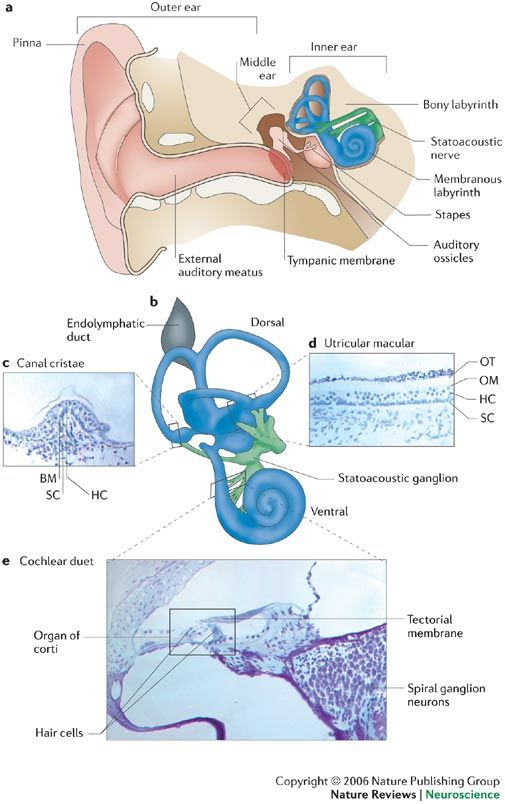 a
Outer ear
Pinna
Middle
ear
Inner ear
Bony labyrinth
Statoacoustic
nerve
Membranous
labyrinth
Stapes
Auditory
ossicles
External
auditory meatus
Tympanic membrane
b
Endolymphatic
duct
Dorsal
c Canal cristae
BM
SC
HC
d Utricular macular
OT
OM
HC
SC
Statoacoustic ganglion
Ventral
e Cochlear duet
Organ of
corti
Hair cells
Tectorial
membrane
Spiral ganglion
neurons
Copyright © 2006 Nature Publishing Group
Nature Reviews | Neuroscience